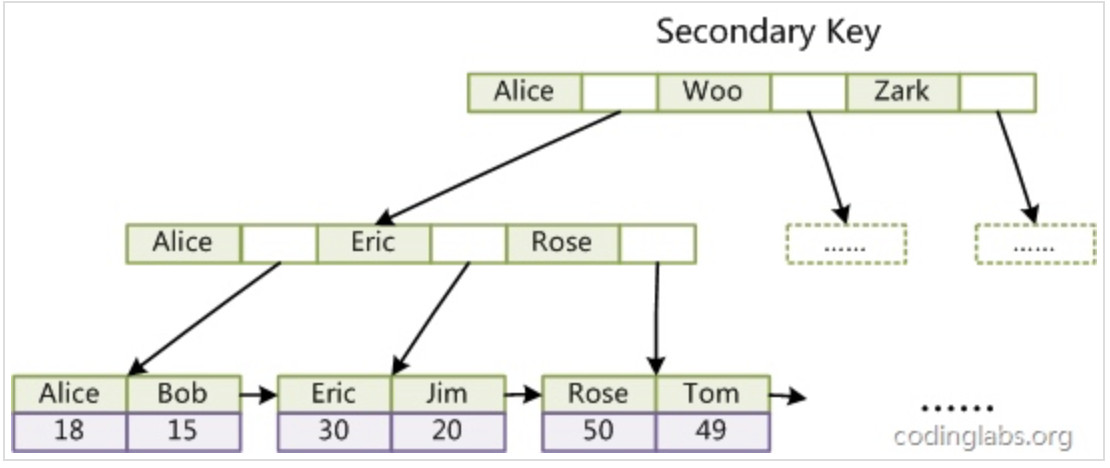 Secondary Key
Alice Woo Zark
Alice Eric Rose
...... ......
Alice Bob Eric Jim Rose Tom
18 15 30 20 50 49
......
codinglabs.org